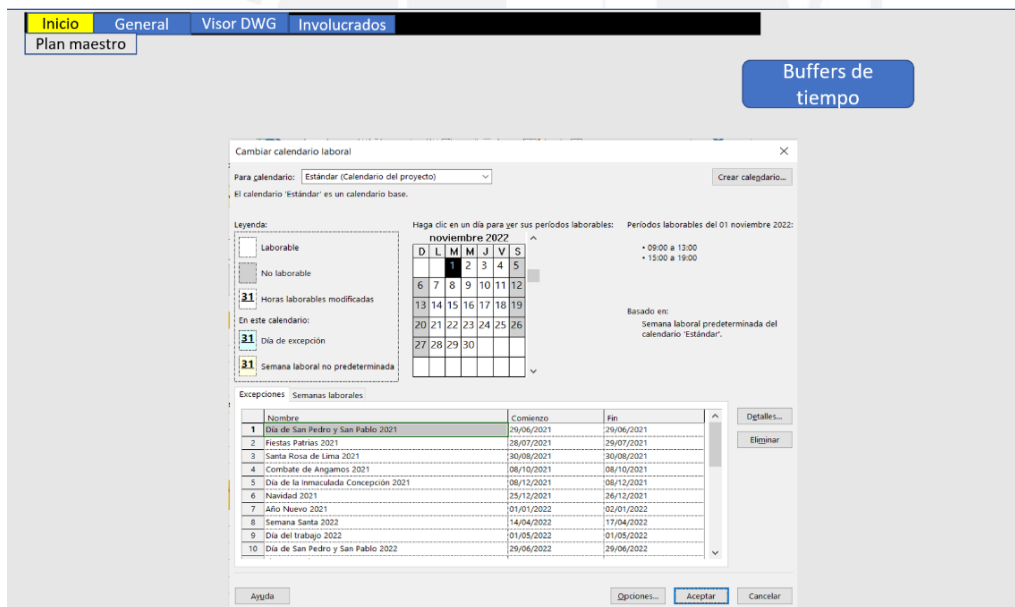 Inicio General Visor DWG Involucrados
Plan maestro
Buffers de
tiempo
Cambiar calendario laboral
Para calendario: Estándar (Calendario del proyecto) Crear calendario...
El calendario 'Estándar' es un calendario base.
Leyenda:
Laborable
No laborable
31 Horas laborables modificadas
En este calendario:
31 Día de excepción
31 Semana laboral no predeterminada
Haga clic en un día para ver sus períodos laborables:
noviembre 2022
D L M M J V S
1 2 3 4 5
6 7 8 9 10 11 12
13 14 15 16 17 18 19
20 21 22 23 24 25 26
27 28 29 30
Períodos laborables del 01 noviembre 2022:
• 09:00 a 13:00
• 15:00 a 19:00
Basado en:
Semana laboral predeterminada del
calendario 'Estándar'.
Excepciones Semanas laborales
Nombre Comienzo Fin
1 Día de San Pedro y San Pablo 2021 29/06/2021 29/06/2021
2 Fiestas Patrias 2021 28/07/2021 29/07/2021
3 Santa Rosa de Lima 2021 30/08/2021 30/08/2021
4 Combate de Angamos 2021 08/10/2021 08/10/2021
5 Día de la Inmaculada Concepción 2021 08/12/2021 08/12/2021
6 Navidad 2021 25/12/2021 26/12/2021
7 Año Nuevo 2021 01/01/2022 02/01/2022
8 Semana Santa 2022 14/04/2022 17/04/2022
9 Día del trabajo 2022 01/05/2022 01/05/2022
10 Día de San Pedro y San Pablo 2022 29/06/2022 29/06/2022
Detalles...
Eliminar
Ayuda Opciones... Aceptar Cancelar